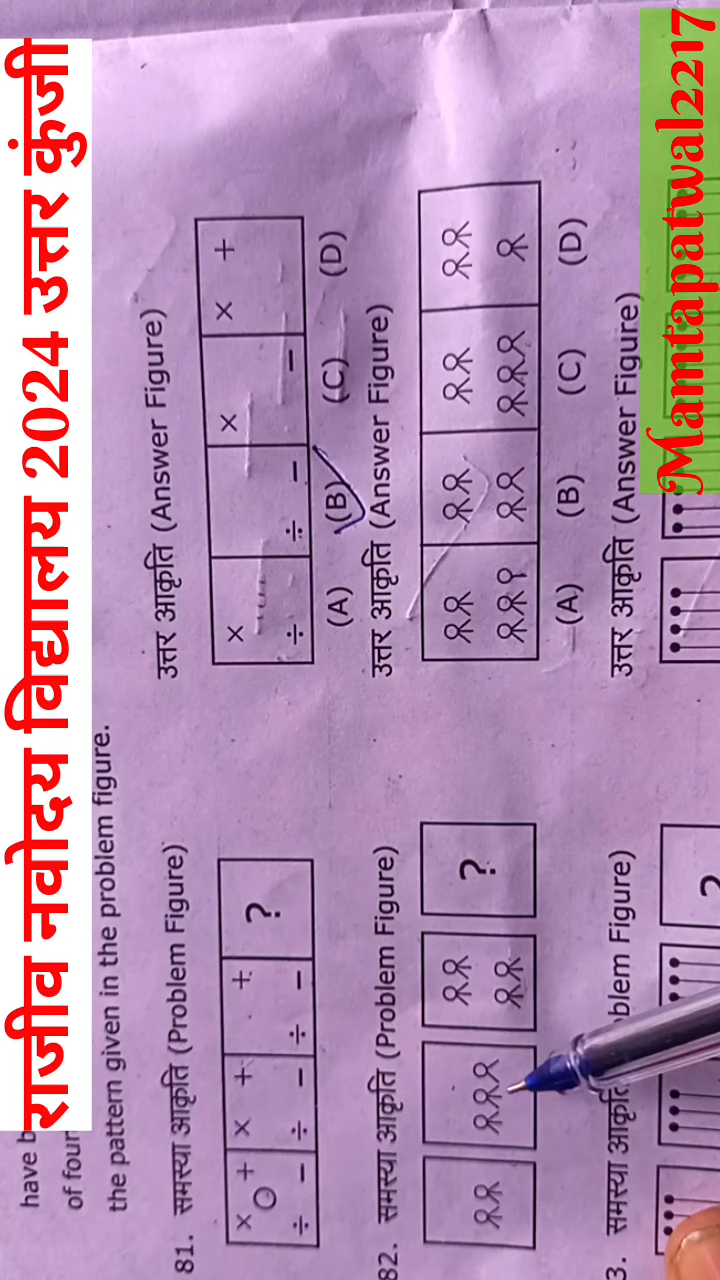 राजीव नवोदय विद्यालय 2024 उत्तर कुंजी
Mamtapatwal2217
have b
of four
the pattern given in the problem figure.
81. समस्या आकृति (Problem Figure)
उत्तर आकृति (Answer Figure)
× + × + + ?
÷ − ÷ − ÷ −
× × × +
÷ ÷ − −
(A) (B) (C) (D)
82. समस्या आकृति (Problem Figure)
उत्तर आकृति (Answer Figure)
?
(A) (B) (C) (D)
3. समस्या आकृति blem Figure)
उत्तर आकृति (Answer Figure)
?